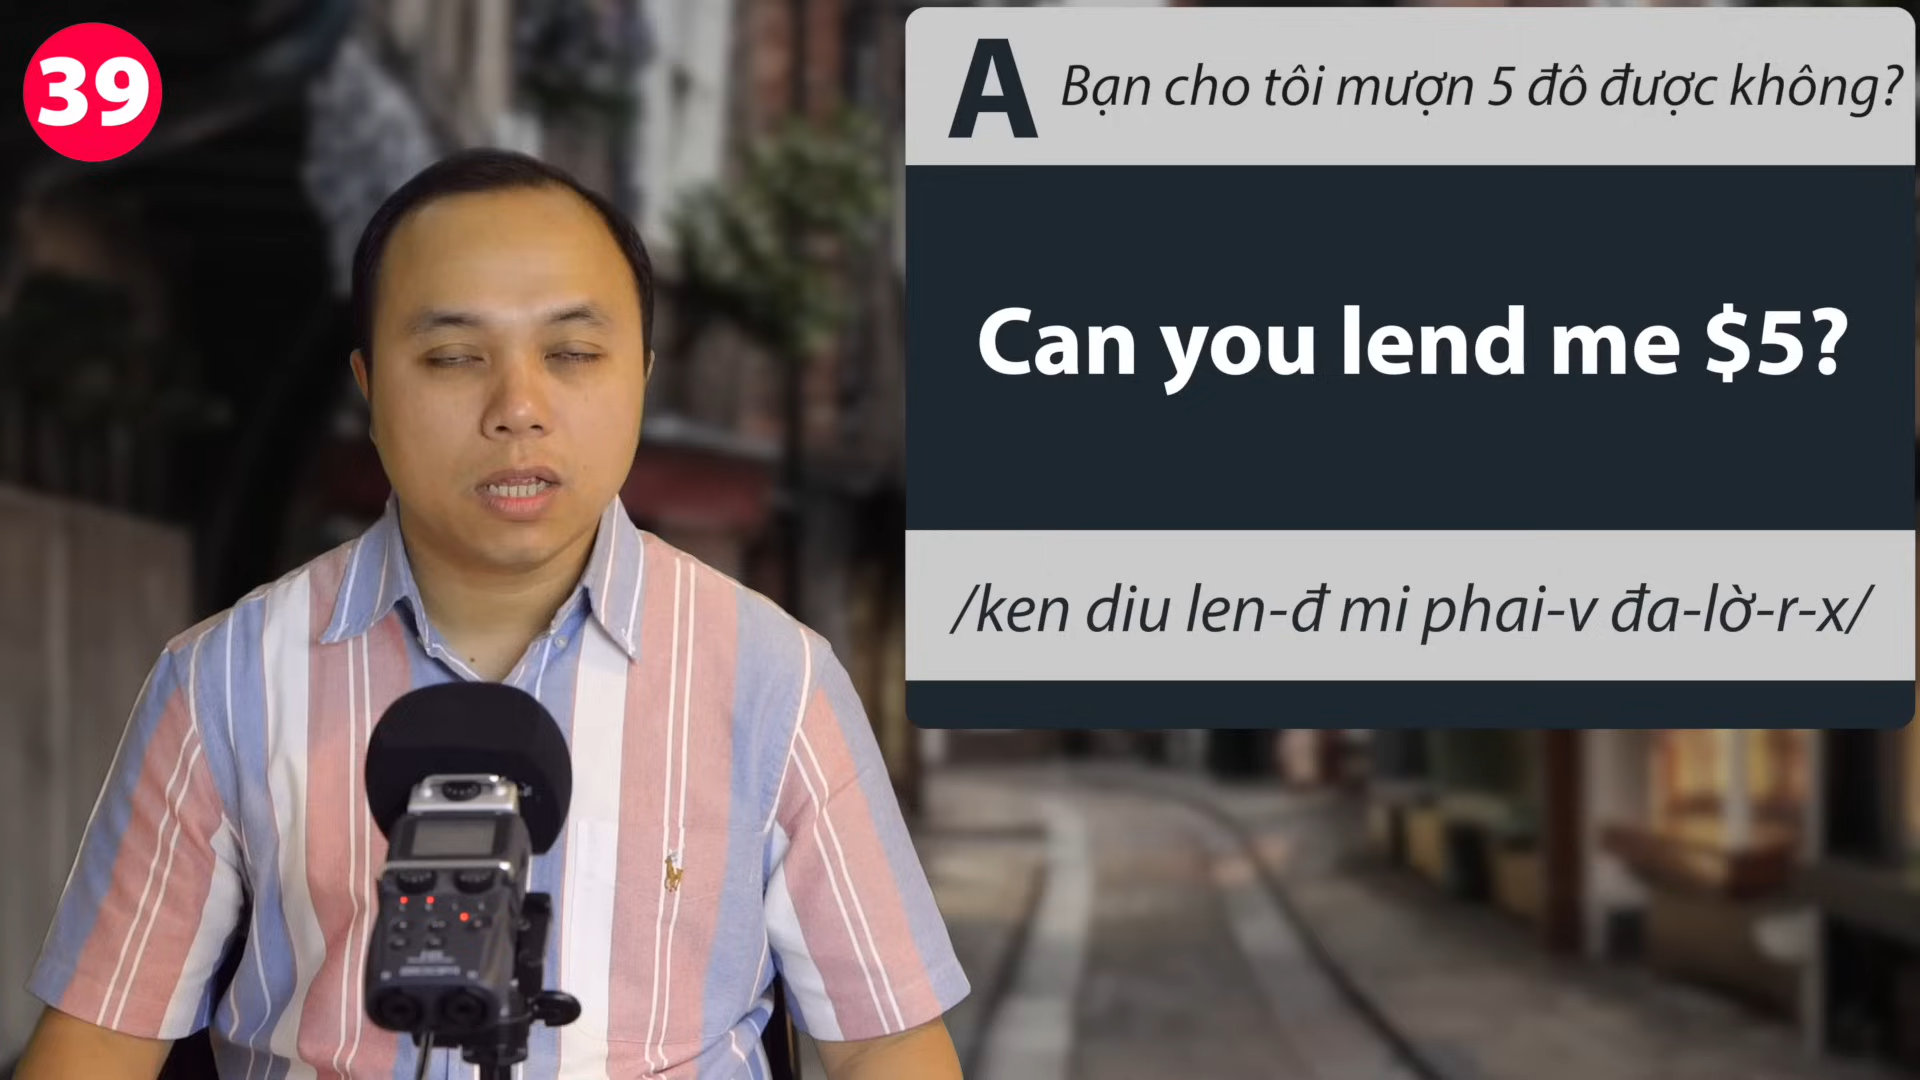 39
A Bạn cho tôi mượn 5 đô được không?
Can you lend me $5?
/ken diu len-đ mi phai-v đa-lờ-r-x/